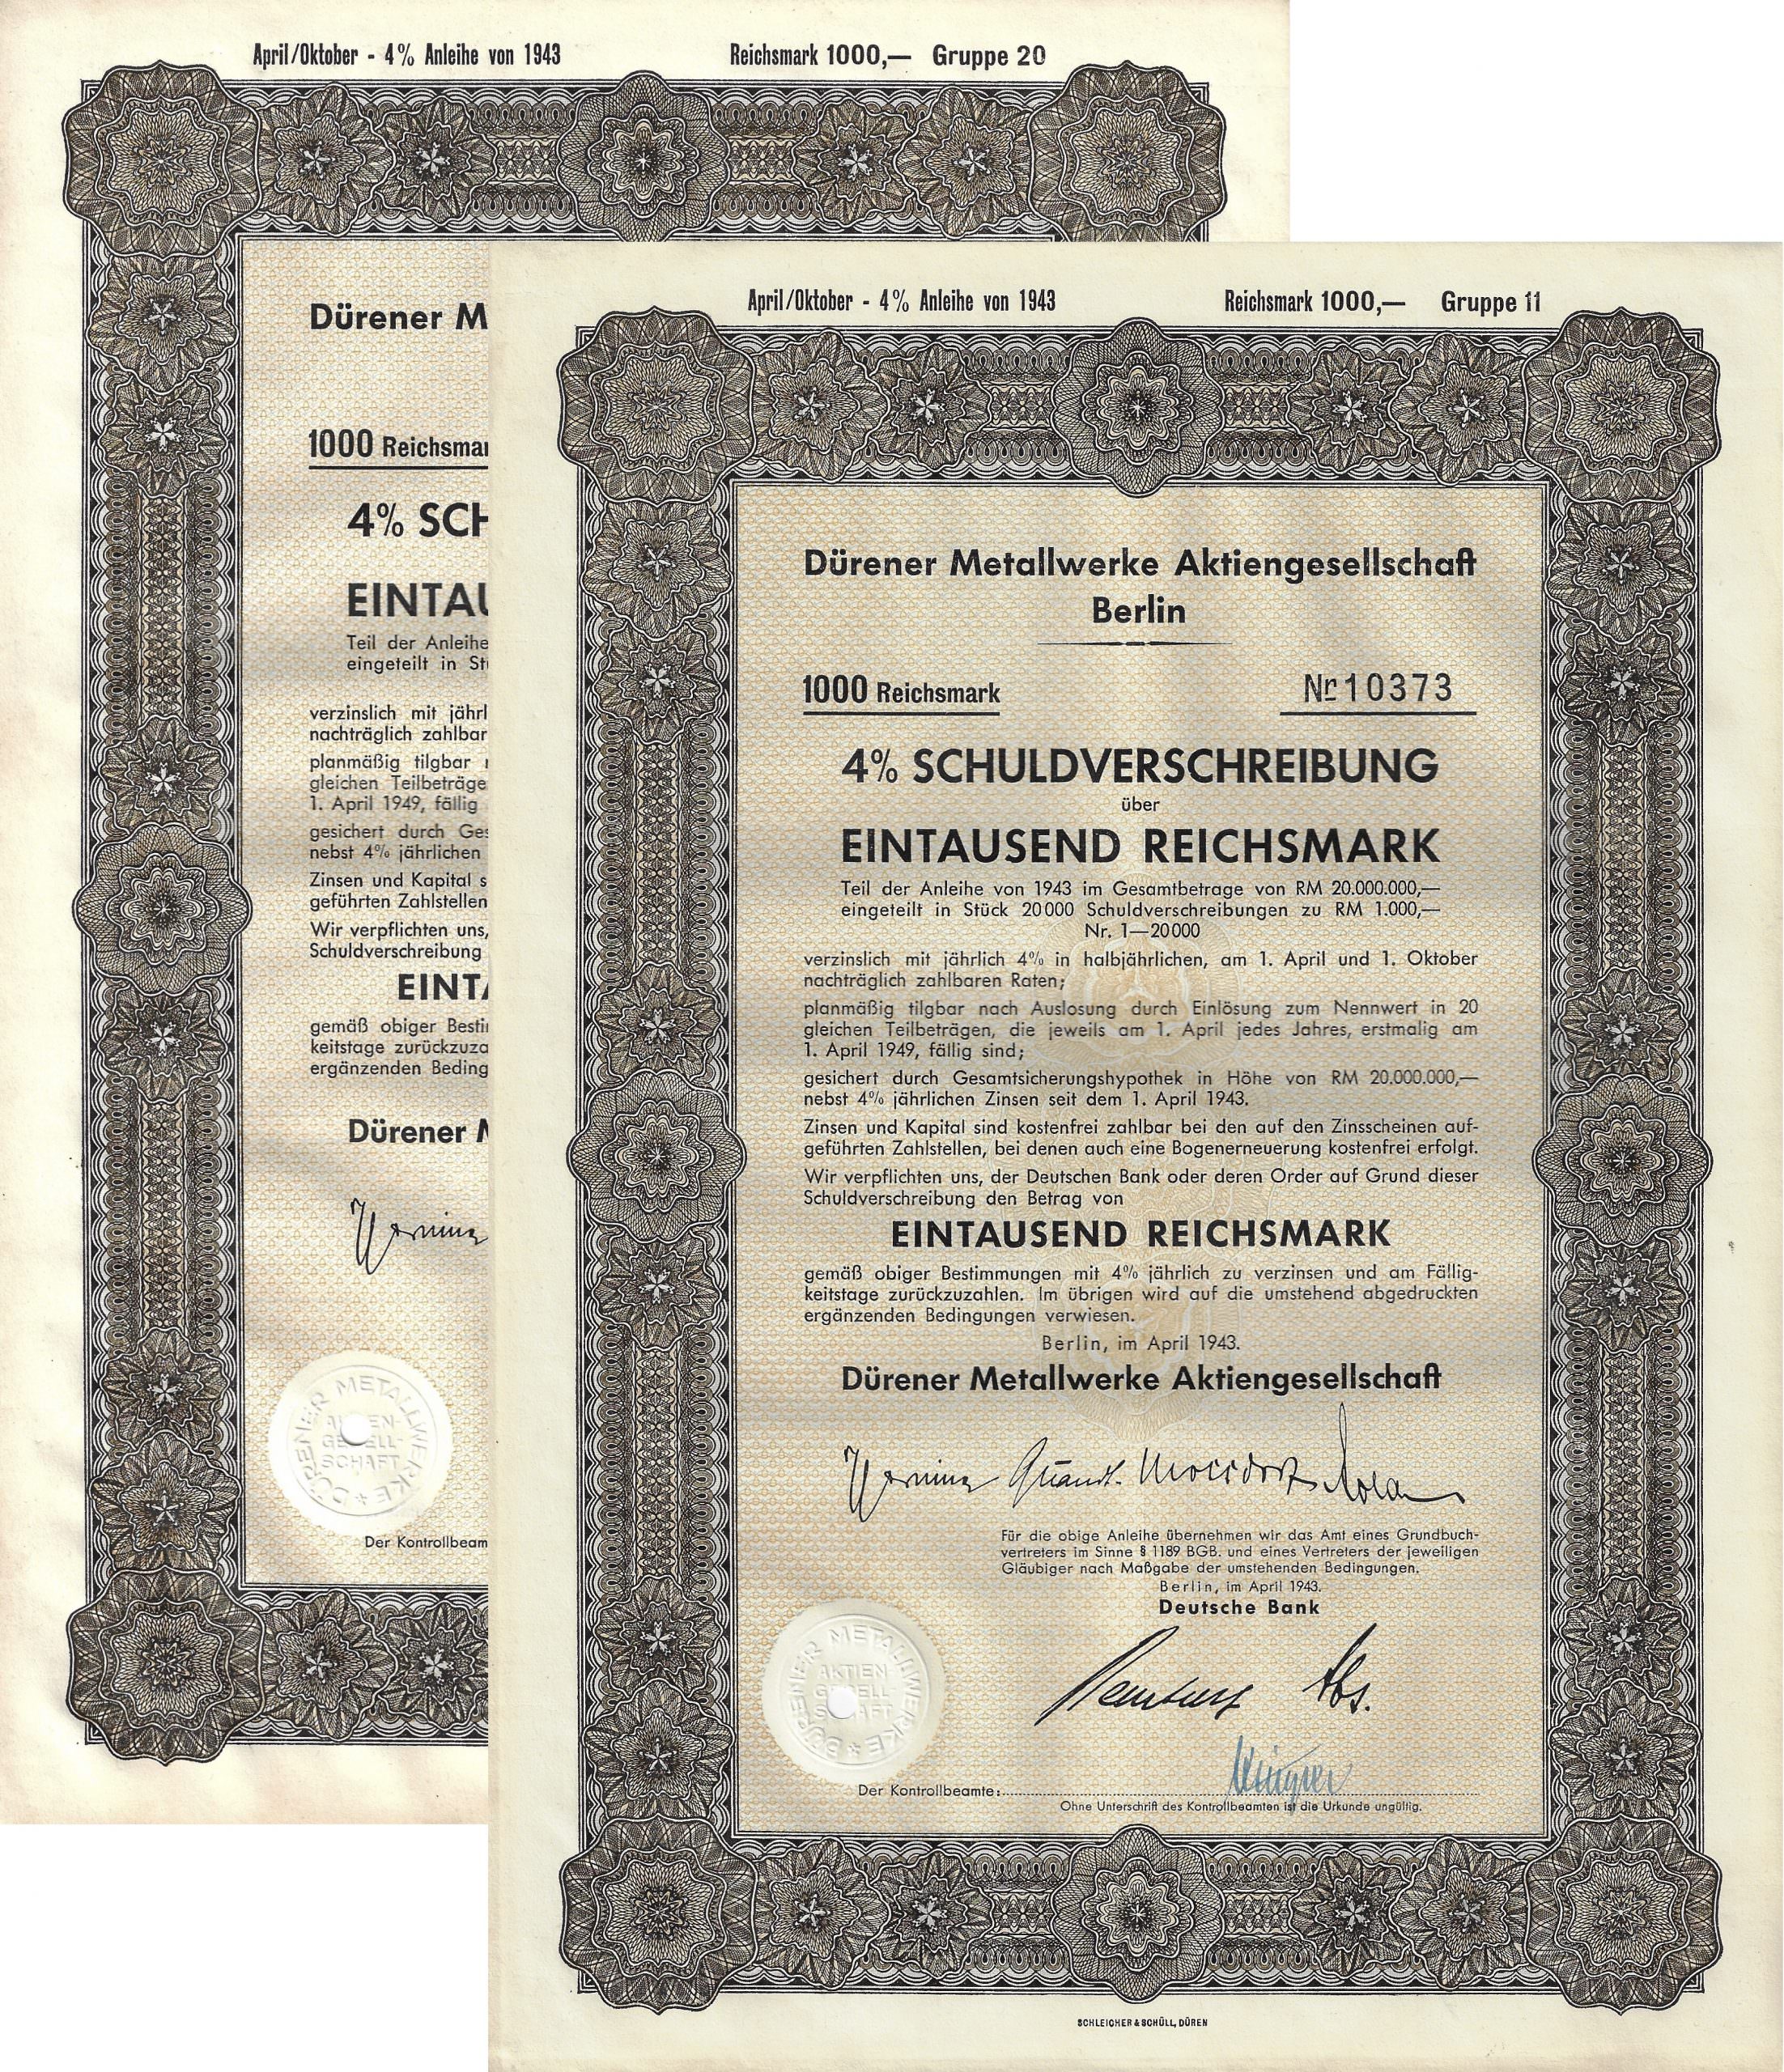 April/Oktober - 4% Anleihe von 1943 Reichsmark 1000,— Gruppe 20
Dürener M
1000 Reichsmar
4% SCH
EINTAU
Teil der Anleihe
eingeteilt in Stü
verzinslich mit jährl
nachträglich zahlbar
planmäßig tilgbar n
gleichen Teilbeträge
1. April 1949, fällig
gesichert durch Ges
nebst 4% jährlichen
Zinsen und Kapital s
geführten Zahlstellen
Wir verpflichten uns,
Schuldverschreibung
EINTA
gemäß obiger Bestim
keitstage zurückzuza
ergänzenden Beding
Dürener M
DÜRENER METALLWERKE
AKTIEN-
GESELL-
SCHAFT
Der Kontrollbeam
April/Oktober - 4% Anleihe von 1943 Reichsmark 1000,— Gruppe 11
Dürener Metallwerke Aktiengesellschaft
Berlin
1000 Reichsmark Nr 10373
4% SCHULDVERSCHREIBUNG
über
EINTAUSEND REICHSMARK
Teil der Anleihe von 1943 im Gesamtbetrage von RM 20.000.000,—
eingeteilt in Stück 20000 Schuldverschreibungen zu RM 1.000,—
Nr. 1—20000
verzinslich mit jährlich 4% in halbjährlichen, am 1. April und 1. Oktober
nachträglich zahlbaren Raten;
planmäßig tilgbar nach Auslosung durch Einlösung zum Nennwert in 20
gleichen Teilbeträgen, die jeweils am 1. April jedes Jahres, erstmalig am
1. April 1949, fällig sind;
gesichert durch Gesamtsicherungshypothek in Höhe von RM 20.000.000,—
nebst 4% jährlichen Zinsen seit dem 1. April 1943.
Zinsen und Kapital sind kostenfrei zahlbar bei den auf den Zinsscheinen auf-
geführten Zahlstellen, bei denen auch eine Bogenerneuerung kostenfrei erfolgt.
Wir verpflichten uns, der Deutschen Bank oder deren Order auf Grund dieser
Schuldverschreibung den Betrag von
EINTAUSEND REICHSMARK
gemäß obiger Bestimmungen mit 4% jährlich zu verzinsen und am Fällig-
keitstage zurückzuzahlen. Im übrigen wird auf die umstehend abgedruckten
ergänzenden Bedingungen verwiesen.
Berlin, im April 1943.
Dürener Metallwerke Aktiengesellschaft
Quandt
Für die obige Anleihe übernehmen wir das Amt eines Grundbuch-
vertreters im Sinne § 1189 BGB. und eines Vertreters der jeweiligen
Gläubiger nach Maßgabe der umstehenden Bedingungen.
Berlin, im April 1943.
Deutsche Bank
Abs.
DÜRENER METALLWERKE
AKTIEN-
GESELL-
SCHAFT
Der Kontrollbeamte:
Ohne Unterschrift des Kontrollbeamten ist die Urkunde ungültig.
SCHLEICHER & SCHÜLL, DÜREN